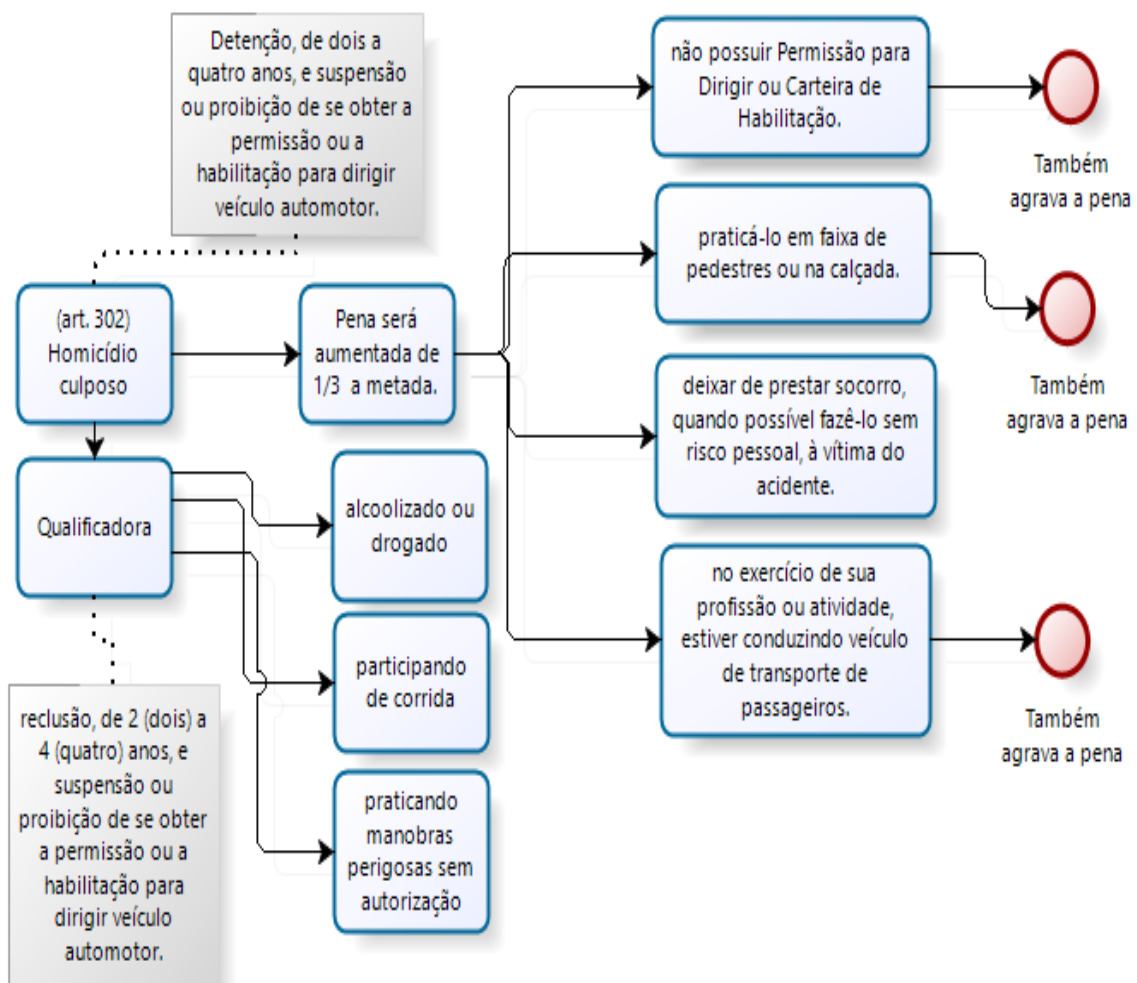 Detenção, de dois a
quatro anos, e suspensão
ou proibição de se obter a
permissão ou a
habilitação para dirigir
veículo automotor.
(art. 302)
Homicídio
culposo
Pena será
aumentada de
1/3 a metada.
não possuir Permissão para
Dirigir ou Carteira de
Habilitação.
Também
agrava a pena
praticá-lo em faixa de
pedestres ou na calçada.
Também
agrava a pena
deixar de prestar socorro,
quando possível fazê-lo sem
risco pessoal, à vítima do
acidente.
no exercício de sua
profissão ou atividade,
estiver conduzindo veículo
de transporte de
passageiros.
Também
agrava a pena
Qualificadora
alcoolizado ou
drogado
participando
de corrida
praticando
manobras
perigosas sem
autorização
reclusão, de 2 (dois) a
4 (quatro) anos, e
suspensão ou
proibição de se obter
a permissão ou a
habilitação para
dirigir veículo
automotor.